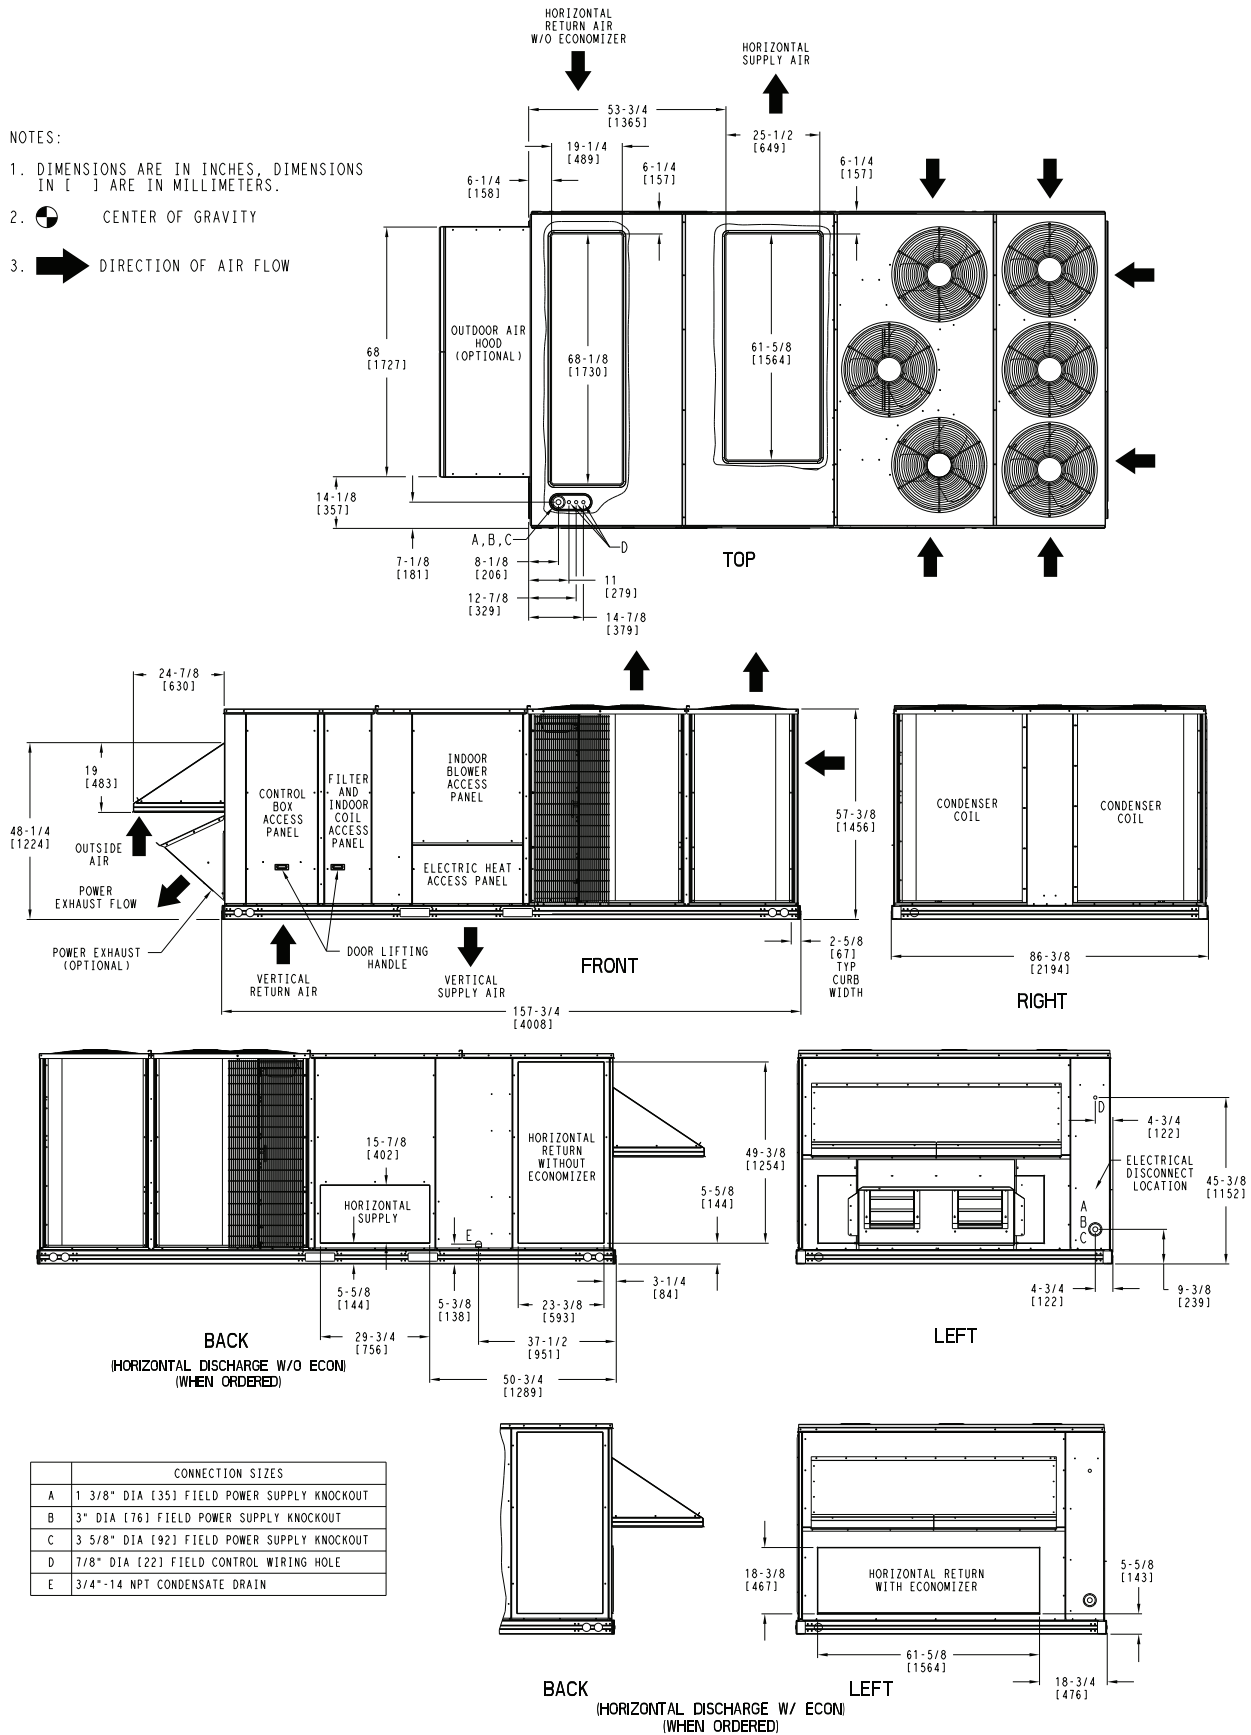 HORIZONTAL
RETURN AIR
W/O ECONOMIZER
HORIZONTAL
SUPPLY AIR
NOTES:
1. DIMENSIONS ARE IN INCHES, DIMENSIONS
IN [ ] ARE IN MILLIMETERS.
2. CENTER OF GRAVITY
3. DIRECTION OF AIR FLOW
53-3/4
[1365]
25-1/2
[649]
19-1/4
[489]
6-1/4
[158]
6-1/4
[157]
6-1/4
[157]
OUTDOOR AIR
HOOD
(OPTIONAL)
68
[1727]
68-1/8
[1730]
61-5/8
[1564]
14-1/8
[357]
7-1/8
[181]
A,B,C
D
8-1/8
[206]
11
[279]
12-7/8
[329]
14-7/8
[379]
TOP
24-7/8
[630]
19
[483]
48-1/4
[1224]
OUTSIDE
AIR
POWER
EXHAUST FLOW
POWER EXHAUST
(OPTIONAL)
CONTROL
BOX
ACCESS
PANEL
FILTER
AND
INDOOR
COIL
ACCESS
PANEL
INDOOR
BLOWER
ACCESS
PANEL
ELECTRIC HEAT
ACCESS PANEL
DOOR LIFTING
HANDLE
VERTICAL
RETURN AIR
VERTICAL
SUPPLY AIR
57-3/8
[1456]
2-5/8
[67]
TYP
CURB
WIDTH
FRONT
157-3/4
[4008]
CONDENSER
COIL
CONDENSER
COIL
86-3/8
[2194]
RIGHT
15-7/8
[402]
HORIZONTAL
SUPPLY
HORIZONTAL
RETURN
WITHOUT
ECONOMIZER
E
49-3/8
[1254]
5-5/8
[144]
5-5/8
[144]
5-3/8
[138]
3-1/4
[84]
23-3/8
[593]
29-3/4
[756]
37-1/2
[951]
50-3/4
[1289]
BACK
(HORIZONTAL DISCHARGE W/O ECON)
(WHEN ORDERED)
D
4-3/4
[122]
ELECTRICAL
DISCONNECT
LOCATION
45-3/8
[1152]
A
B
C
4-3/4
[122]
9-3/8
[239]
LEFT
CONNECTION SIZES
A 1 3/8" DIA [35] FIELD POWER SUPPLY KNOCKOUT
B 3" DIA [76] FIELD POWER SUPPLY KNOCKOUT
C 3 5/8" DIA [92] FIELD POWER SUPPLY KNOCKOUT
D 7/8" DIA [22] FIELD CONTROL WIRING HOLE
E 3/4"-14 NPT CONDENSATE DRAIN
18-3/8
[467]
HORIZONTAL RETURN
WITH ECONOMIZER
5-5/8
[143]
61-5/8
[1564]
18-3/4
[476]
BACK
LEFT
(HORIZONTAL DISCHARGE W/ ECON)
(WHEN ORDERED)